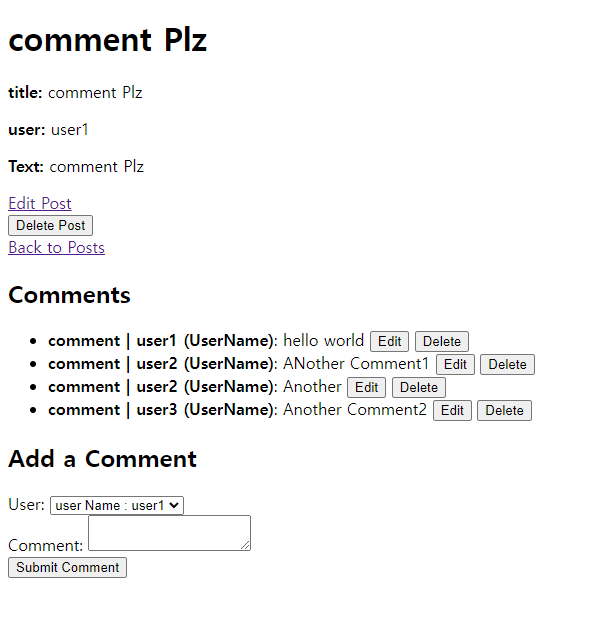 comment Plz
title: comment Plz
user: user1
Text: comment Plz
Edit Post
Delete Post
Back to Posts
Comments
comment | user1 (UserName): hello world Edit Delete
comment | user2 (UserName): ANother Comment1 Edit Delete
comment | user2 (UserName): Another Edit Delete
comment | user3 (UserName): Another Comment2 Edit Delete
Add a Comment
User: user Name : user1
Comment:
Submit Comment